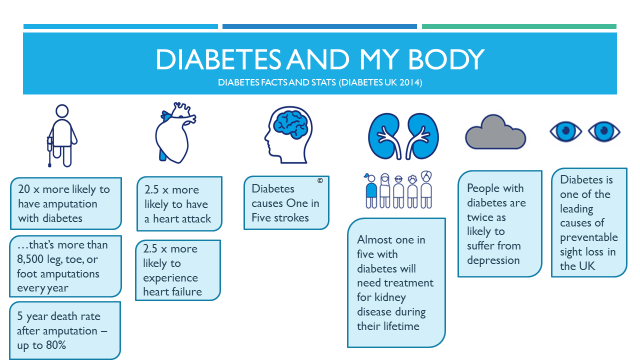 DIABETES AND MY BODY
DIABETES FACTS AND STATS (DIABETES UK 2014)
20 x more likely to
have amputation
with diabetes
…that's more than
8,500 leg, toe, or
foot amputations
every year
5 year death rate
after amputation –
up to 80%
2.5 x more
likely to have
a heart attack
2.5 x more
likely to
experience
heart failure
©
Diabetes
causes One in
Five strokes
Almost one in
five with
diabetes will
need treatment
for kidney
disease during
their lifetime
People with
diabetes are
twice as
likely to
suffer from
depression
Diabetes is
one of the
leading
causes of
preventable
sight loss in
the UK